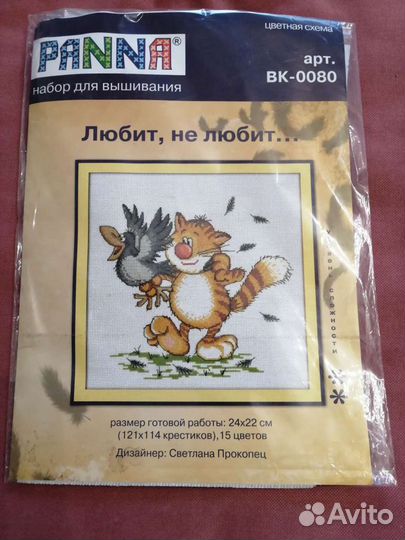 цветная схема
PANNA®
арт.
ВК-0080
набор для вышивания
Любит, не любит...
уровень сложности
размер готовой работы: 24x22 см
(121x114 крестиков), 15 цветов
Дизайнер: Светлана Прокопец
Avito